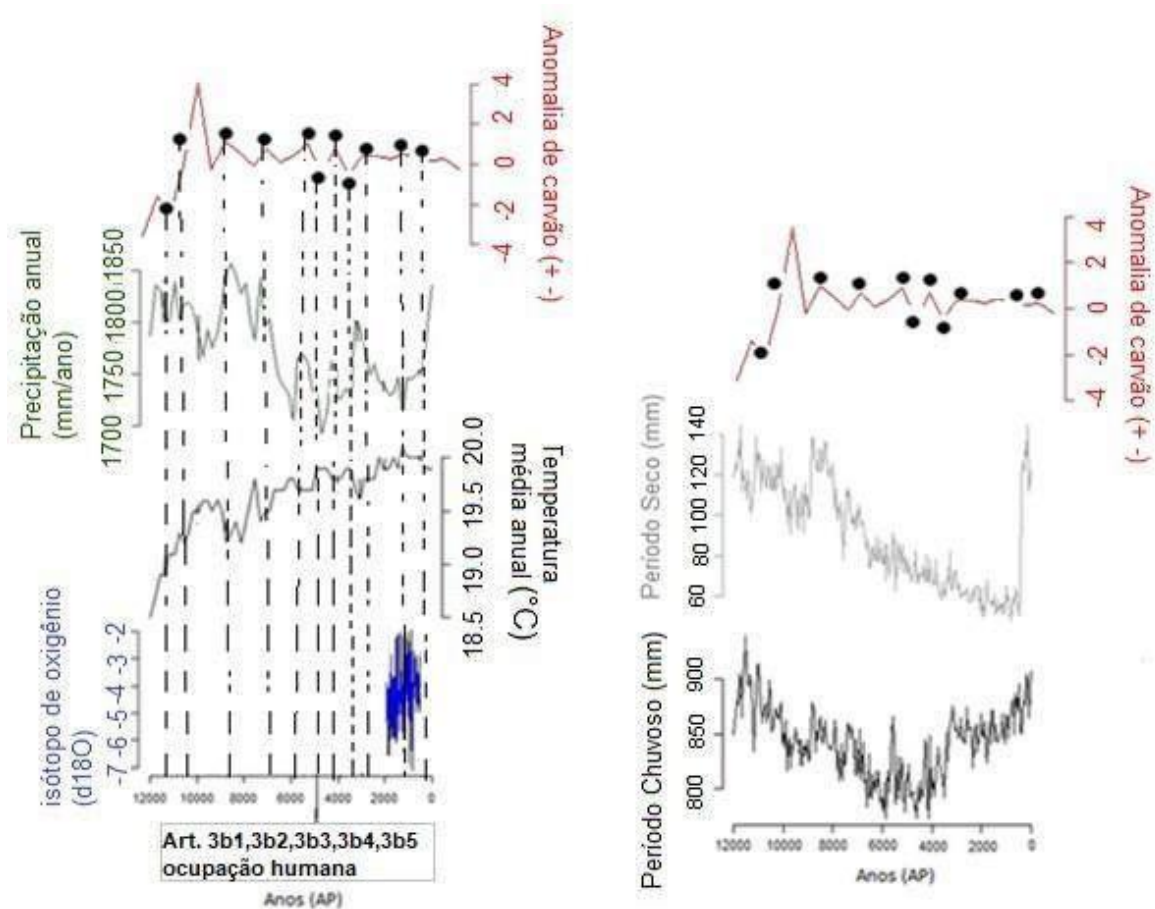 Anomalia de carvão (+ -)
4
2
0
-2
-4
Precipitação anual
(mm/ano)
1850
1800
1750
1700
Temperatura
média anual (°C)
20.0
19.5
19.0
18.5
isótopo de oxigênio
(d18O)
-2
-3
-4
-5
-6
-7
12000 10000 8000 6000 4000 2000 0
Art. 3b1,3b2,3b3,3b4,3b5
ocupação humana
Anos (AP)
Anomalia de carvão (+ -)
4
2
0
-2
-4
Período Seco (mm)
140
120
100
80
60
Período Chuvoso (mm)
900
850
800
12000 10000 8000 6000 4000 2000 0
Anos (AP)